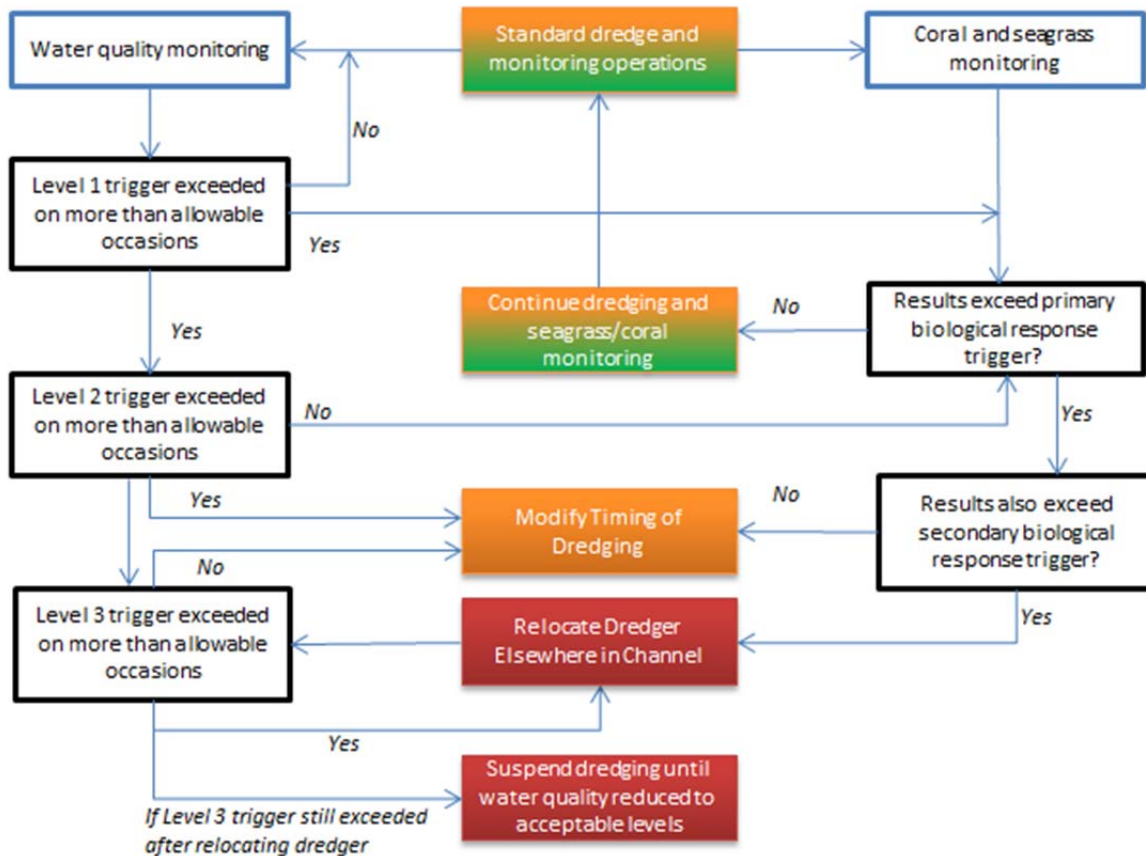 Water quality monitoring
Standard dredge and
monitoring operations
Coral and seagrass
monitoring
No
Level 1 trigger exceeded
on more than allowable
occasions
Yes
Yes
Continue dredging and
seagrass/coral
monitoring
No
Results exceed primary
biological response
trigger?
Yes
Level 2 trigger exceeded
on more than allowable
occasions
No
Yes
Modify Timing of
Dredging
No
Results also exceed
secondary biological
response trigger?
No
Level 3 trigger exceeded
on more than allowable
occasions
Relocate Dredger
Elsewhere in Channel
Yes
Yes
Suspend dredging until
water quality reduced to
acceptable levels
If Level 3 trigger still exceeded
after relocating dredger